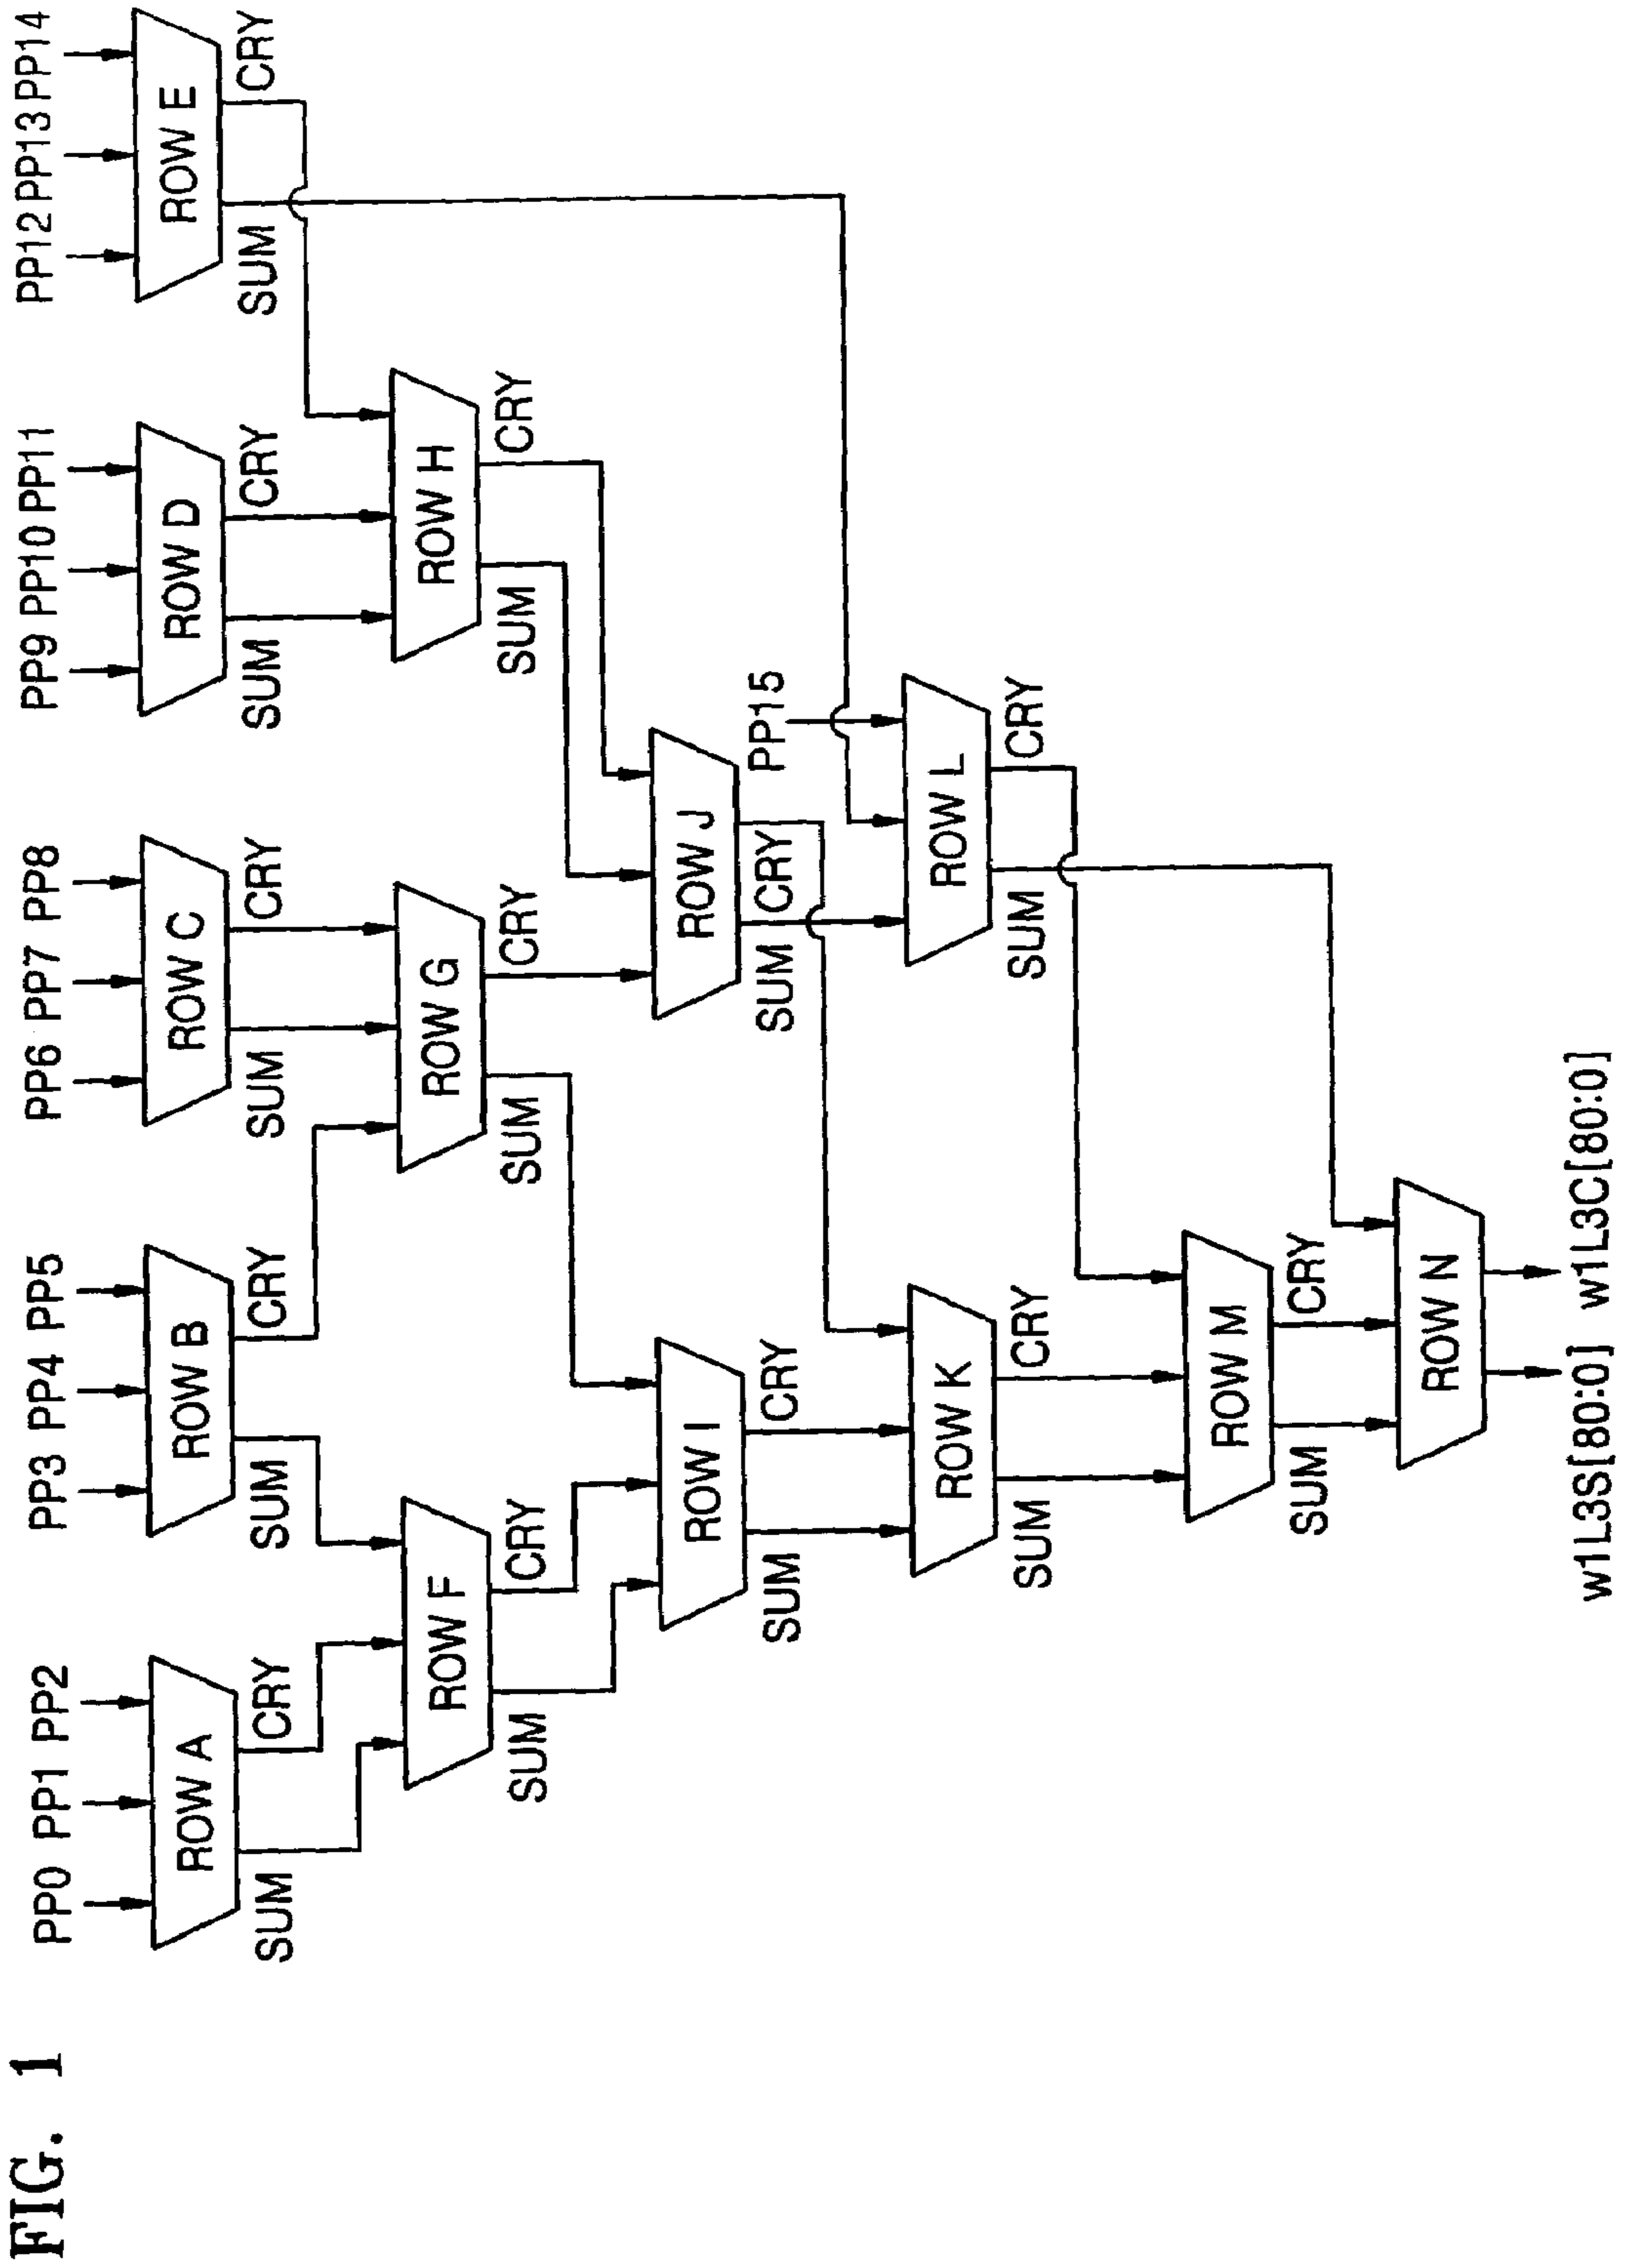 FIG. 1
PP0 PP1 PP2 PP3 PP4 PP5 PP6 PP7 PP8 PP9 PP10 PP11 PP12 PP13 PP14
ROW A ROW B ROW C ROW D ROW E
SUM CRY SUM CRY SUM CRY SUM CRY SUM CRY
ROW F ROW G ROW H
SUM CRY SUM CRY SUM CRY
ROW I ROW J PP15
SUM CRY SUM CRY
ROW K ROW L
SUM CRY SUM CRY
ROW M
SUM CRY
ROW N
w1L3S[80:0] w1L3C[80:0]